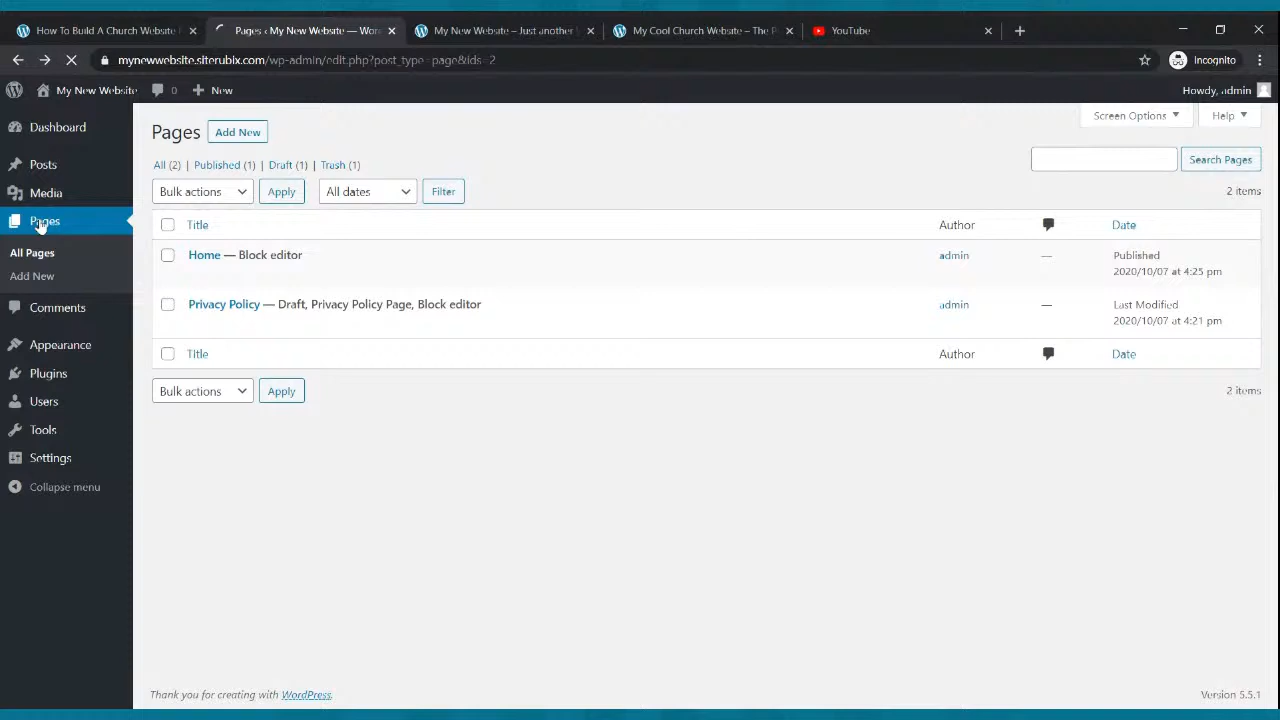 How To Build A Church Website
Pages ‹ My New Website — Wor
My New Website – Just another
My Cool Church Website – The P
YouTube
mynewwebsite.siterubix.com/wp-admin/edit.php?post_type=page&ids=2
Incognito
My New Website
0
New
Howdy, admin
Dashboard
Posts
Media
Pages
All Pages
Add New
Comments
Appearance
Plugins
Users
Tools
Settings
Collapse menu
Screen Options
Help
Pages
Add New
All (2) | Published (1) | Draft (1) | Trash (1)
Search Pages
Bulk actions
Apply
All dates
Filter
2 items
Title
Author
Date
Home — Block editor
admin
—
Published
2020/10/07 at 4:25 pm
Privacy Policy — Draft, Privacy Policy Page, Block editor
admin
—
Last Modified
2020/10/07 at 4:21 pm
Title
Author
Date
Bulk actions
Apply
2 items
Thank you for creating with WordPress.
Version 5.5.1